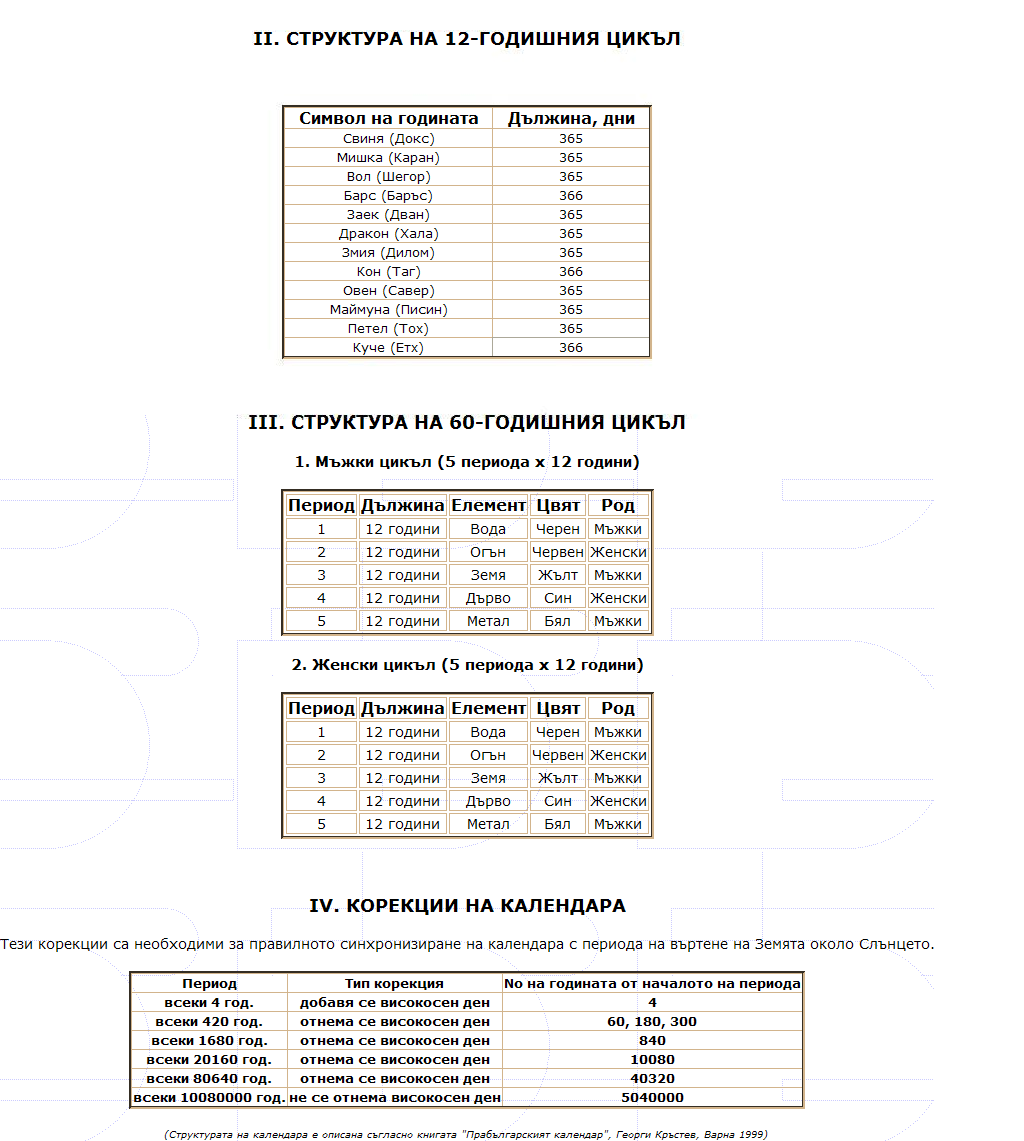 II. СТРУКТУРА НА 12-ГОДИШНИЯ ЦИКЪЛ
Символ на годината Дължина, дни
Свиня (Докс) 365
Мишка (Каран) 365
Вол (Шегор) 365
Барс (Баръс) 366
Заек (Дван) 365
Дракон (Хала) 365
Змия (Дилом) 365
Кон (Таг) 366
Овен (Савер) 365
Маймуна (Писин) 365
Петел (Тох) 365
Куче (Етх) 366
III. СТРУКТУРА НА 60-ГОДИШНИЯ ЦИКЪЛ
1. Мъжки цикъл (5 периода x 12 години)
Период Дължина Елемент Цвят Род
1 12 години Вода Черен Мъжки
2 12 години Огън Червен Женски
3 12 години Земя Жълт Мъжки
4 12 години Дърво Син Женски
5 12 години Метал Бял Мъжки
2. Женски цикъл (5 периода x 12 години)
Период Дължина Елемент Цвят Род
1 12 години Вода Черен Мъжки
2 12 години Огън Червен Женски
3 12 години Земя Жълт Мъжки
4 12 години Дърво Син Женски
5 12 години Метал Бял Мъжки
IV. КОРЕКЦИИ НА КАЛЕНДАРА
Тези корекции са необходими за правилното синхронизиране на календара с периода на въртене на Земята около Слънцето.
Период Тип корекция No на годината от началото на периода
всеки 4 год. добавя се високосен ден 4
всеки 420 год. отнема се високосен ден 60, 180, 300
всеки 1680 год. отнема се високосен ден 840
всеки 20160 год. отнема се високосен ден 10080
всеки 80640 год. отнема се високосен ден 40320
всеки 10080000 год. не се отнема високосен ден 5040000
(Структурата на календара е описана съгласно книгата "Прабългарският календар", Георги Кръстев, Варна 1999)